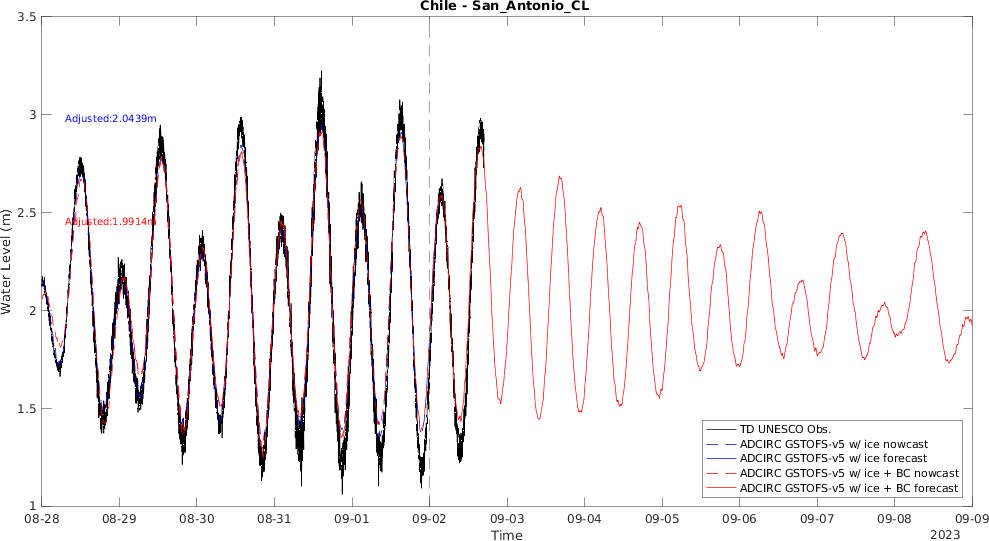 Chile - San_Antonio_CL
3.5
3
2.5
2
1.5
1
Water Level (m)
Adjusted:2.0439m
Adjusted:1.9914m
TD UNESCO Obs.
ADCIRC GSTOFS-v5 w/ ice nowcast
ADCIRC GSTOFS-v5 w/ ice forecast
ADCIRC GSTOFS-v5 w/ ice + BC nowcast
ADCIRC GSTOFS-v5 w/ ice + BC forecast
08-28 08-29 08-30 08-31 09-01 09-02 09-03 09-04 09-05 09-06 09-07 09-08 09-09
Time
2023